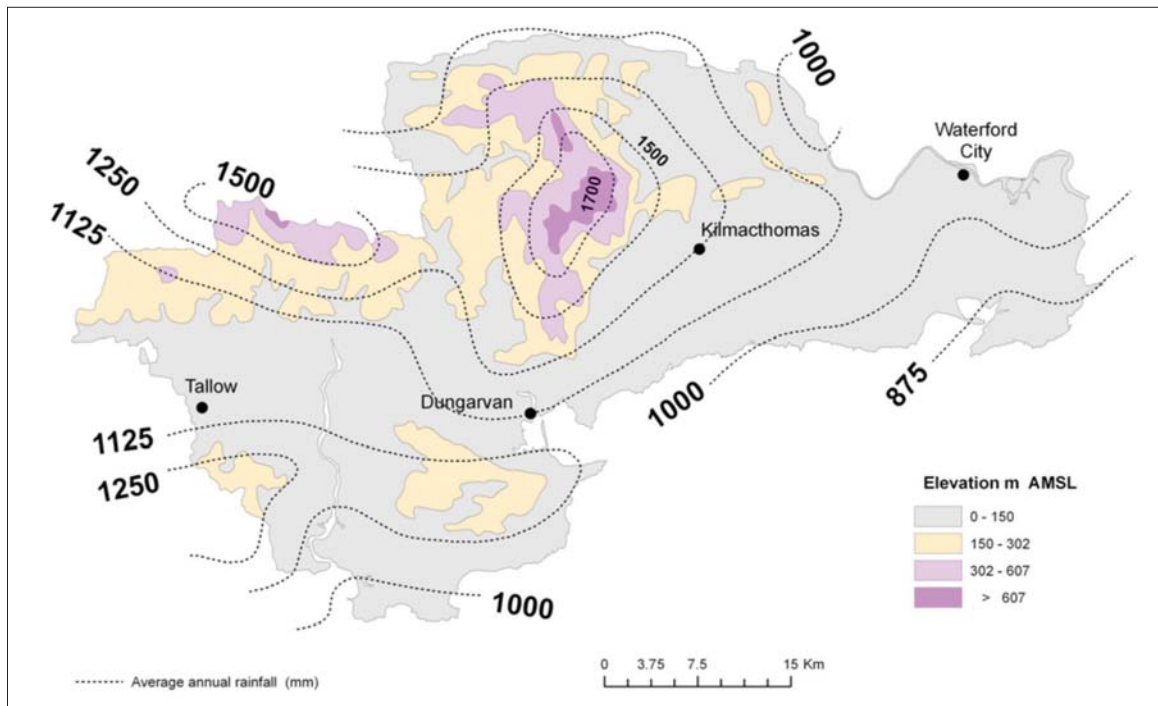 1000
Waterford
City
1250
1500
1500
1125
1700
Kilmacthomas
Tallow
Dungarvan
1000
875
1125
1250
1000
Elevation m AMSL
0 - 150
150 - 302
302 - 607
> 607
Average annual rainfall (mm)
0 3.75 7.5 15 Km